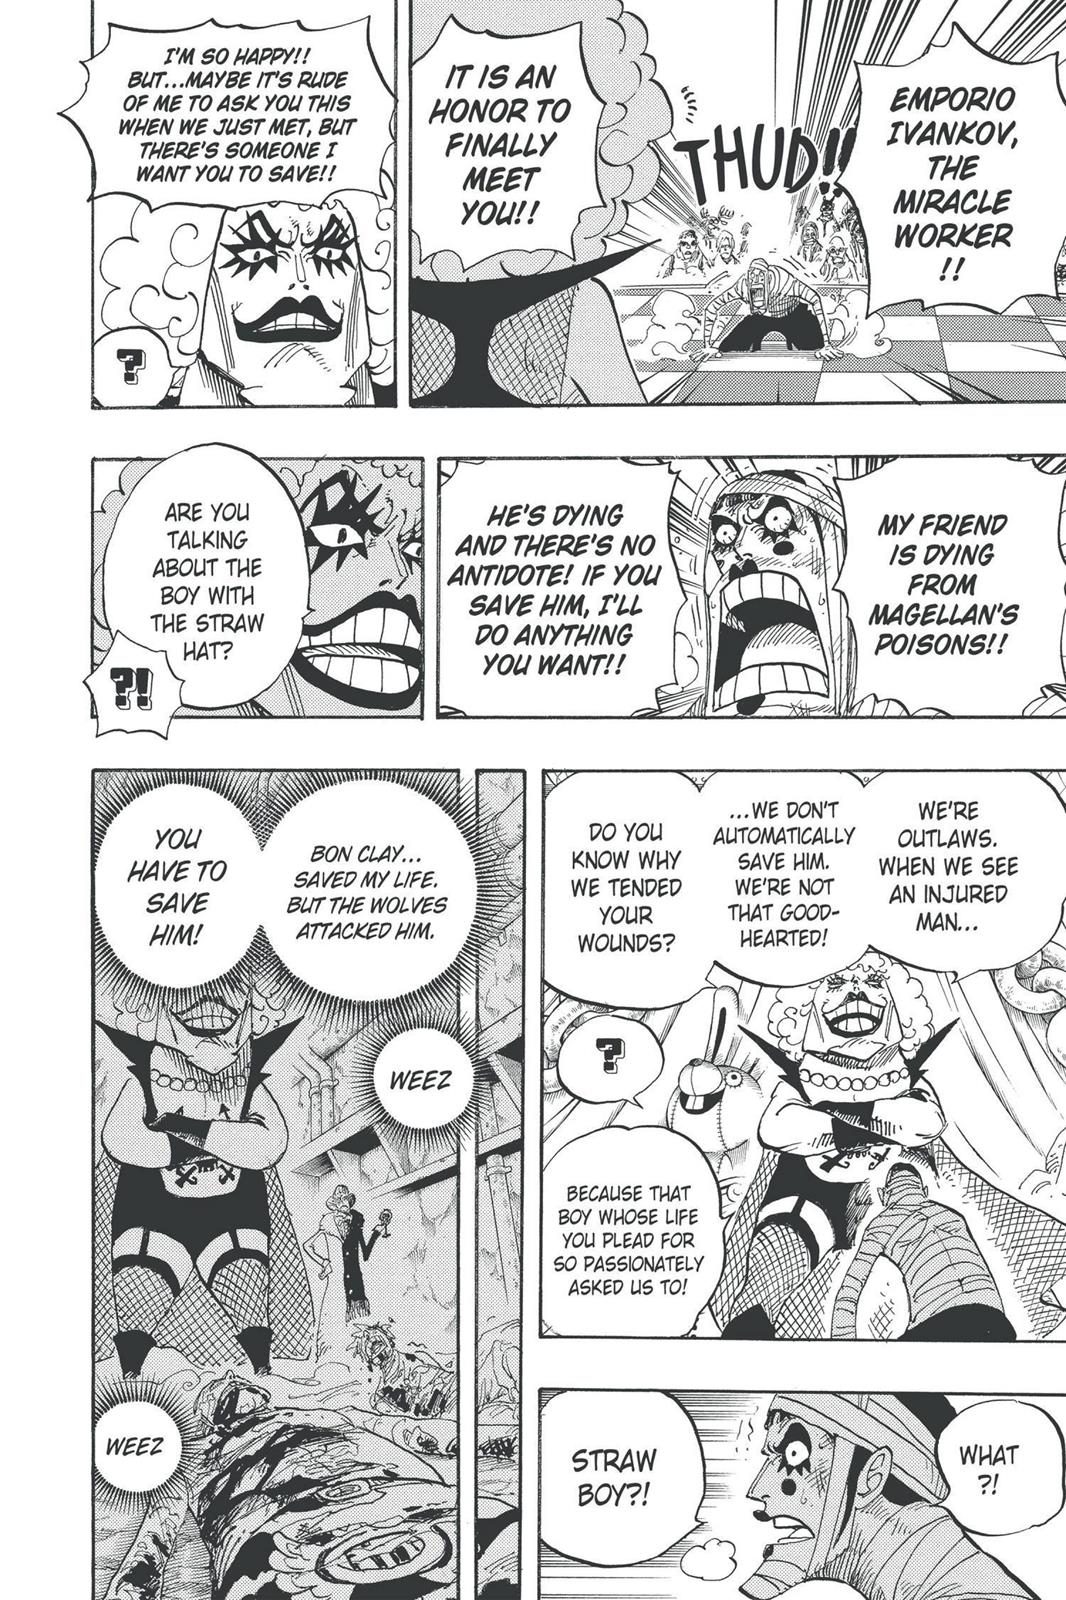 EMPORIO
IVANKOV,
THE
MIRACLE
WORKER
!!
THUD!!
IT IS AN
HONOR TO
FINALLY
MEET
YOU!!
I'M SO HAPPY!!
BUT...MAYBE IT'S RUDE
OF ME TO ASK YOU THIS
WHEN WE JUST MET, BUT
THERE'S SOMEONE I
WANT YOU TO SAVE!!
?
MY FRIEND
IS DYING
FROM
MAGELLAN'S
POISONS!!
HE'S DYING
AND THERE'S NO
ANTIDOTE! IF YOU
SAVE HIM, I'LL
DO ANYTHING
YOU WANT!!
ARE YOU
TALKING
ABOUT THE
BOY WITH
THE STRAW
HAT?
?!
WE'RE
OUTLAWS.
WHEN WE SEE
AN INJURED
MAN...
...WE DON'T
AUTOMATICALLY
SAVE HIM.
WE'RE NOT
THAT GOOD-
HEARTED!
DO YOU
KNOW WHY
WE TENDED
YOUR
WOUNDS?
?
BECAUSE THAT
BOY WHOSE LIFE
YOU PLEAD FOR
SO PASSIONATELY
ASKED US TO!
WHAT
?!
STRAW
BOY?!
BON CLAY...
SAVED MY LIFE.
BUT THE WOLVES
ATTACKED HIM.
YOU
HAVE TO
SAVE
HIM!
WEEZ
WEEZ